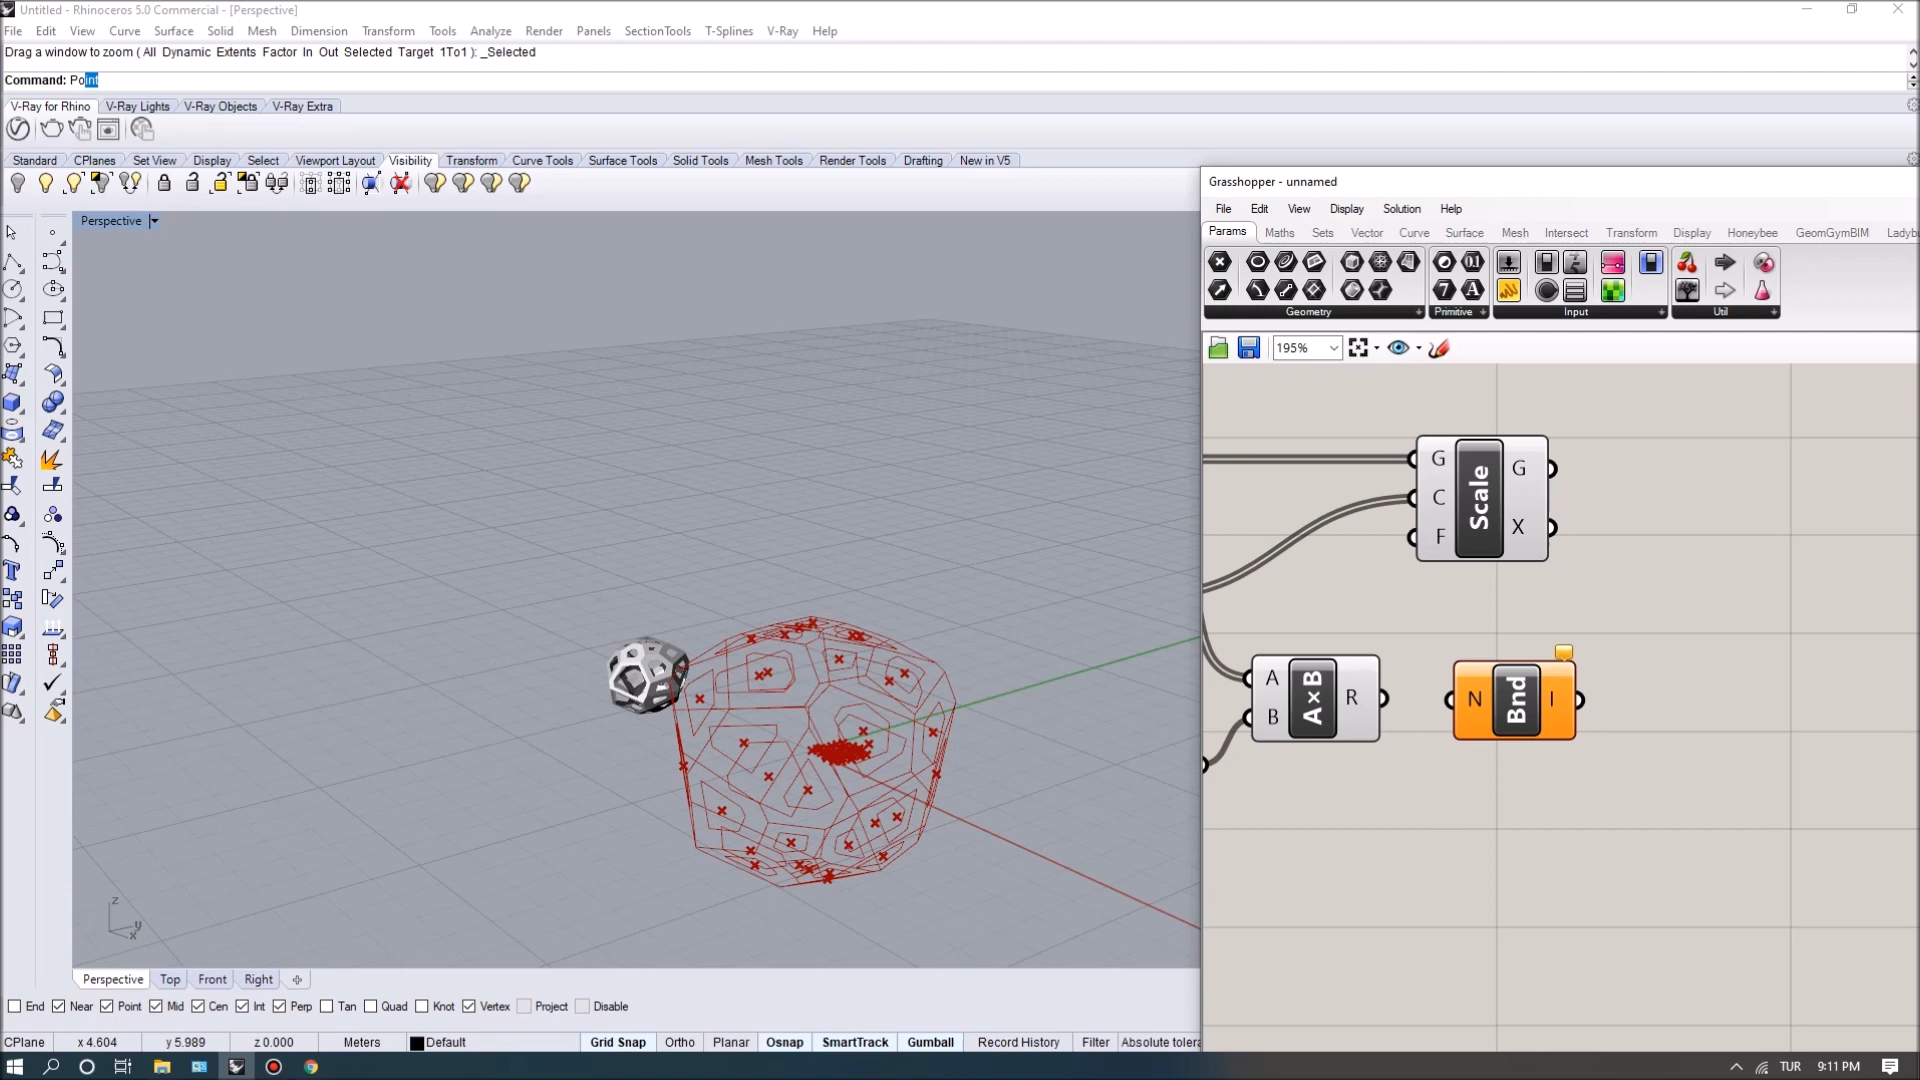 Untitled - Rhinoceros 5.0 Commercial - [Perspective]
File Edit View Curve Surface Solid Mesh Dimension Transform Tools Analyze Render Panels SectionTools T-Splines V-Ray Help
Drag a window to zoom ( All Dynamic Extents Factor In Out Selected Target 1To1 ): _Selected
Command: Point
V-Ray for Rhino V-Ray Lights V-Ray Objects V-Ray Extra
Standard CPlanes Set View Display Select Viewport Layout Visibility Transform Curve Tools Surface Tools Solid Tools Mesh Tools Render Tools Drafting New in V5
Perspective
Grasshopper - unnamed
File Edit View Display Solution Help
Params Maths Sets Vector Curve Surface Mesh Intersect Transform Display Honeybee GeomGymBIM Ladyb
Geometry Primitive Input Util
195%
G C F Scale G X
A B A×B R
N Bnd I
z y x
Perspective Top Front Right
End Near Point Mid Cen Int Perp Tan Quad Knot Vertex Project Disable
CPlane x 4.604 y 5.989 z 0.000 Meters Default Grid Snap Ortho Planar Osnap SmartTrack Gumball Record History Filter Absolute tolera
TUR 9:11 PM